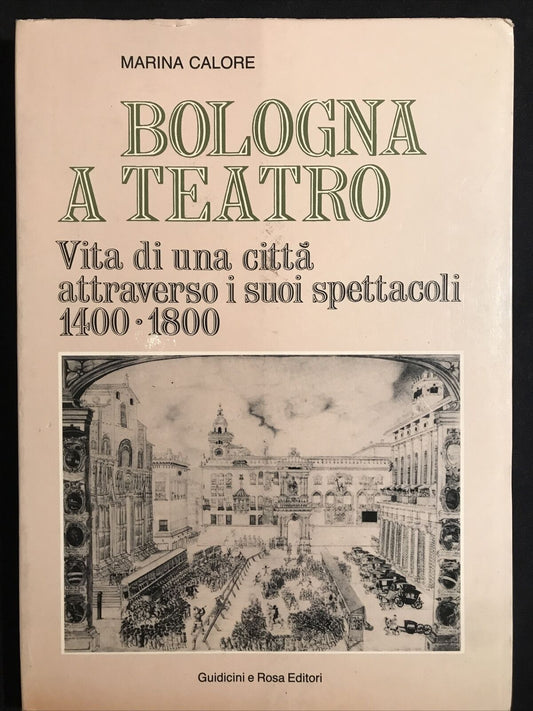 MARINA CALORE
BOLOGNA
A TEATRO
Vita di una città
attraverso i suoi spettacoli
1400·1800
Guidicini e Rosa Editori